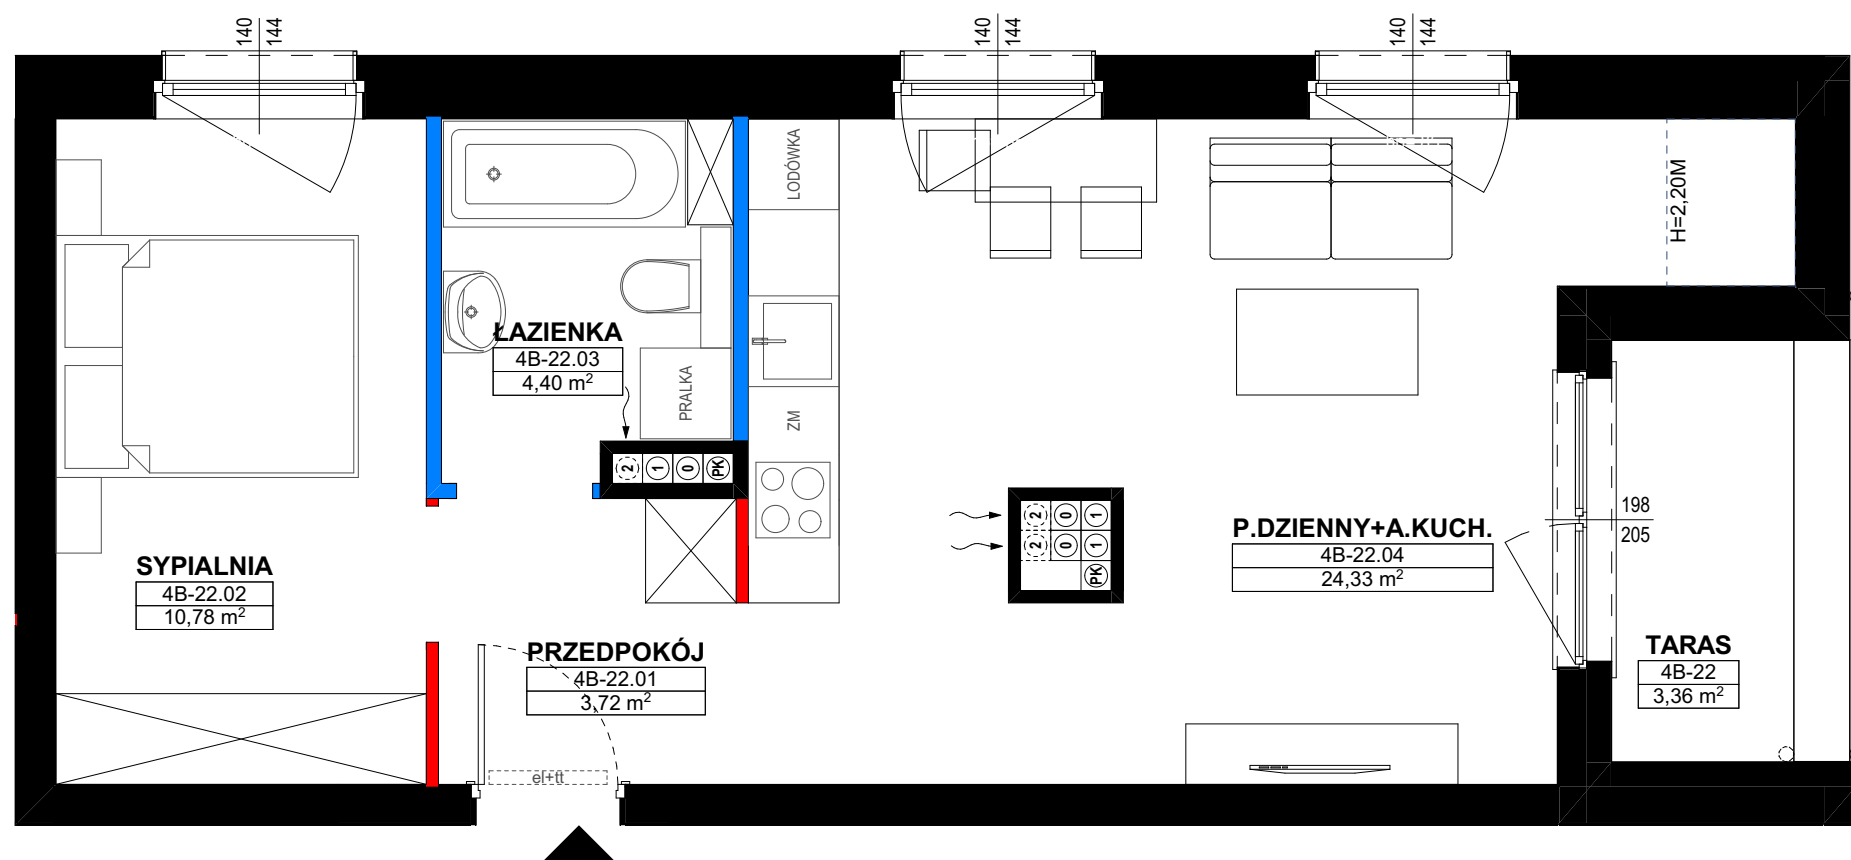 140
144
140
144
140
144
LODÓWKA
H=2,20M
ŁAZIENKA
4B-22.03
4,40 m²
PRALKA
ZM
2
1
0
PK
2
0
1
2
0
1
PK
P.DZIENNY+A.KUCH.
4B-22.04
24,33 m²
198
205
SYPIALNIA
4B-22.02
10,78 m²
PRZEDPOKÓJ
4B-22.01
3,72 m²
TARAS
4B-22
3,36 m²
el+tt